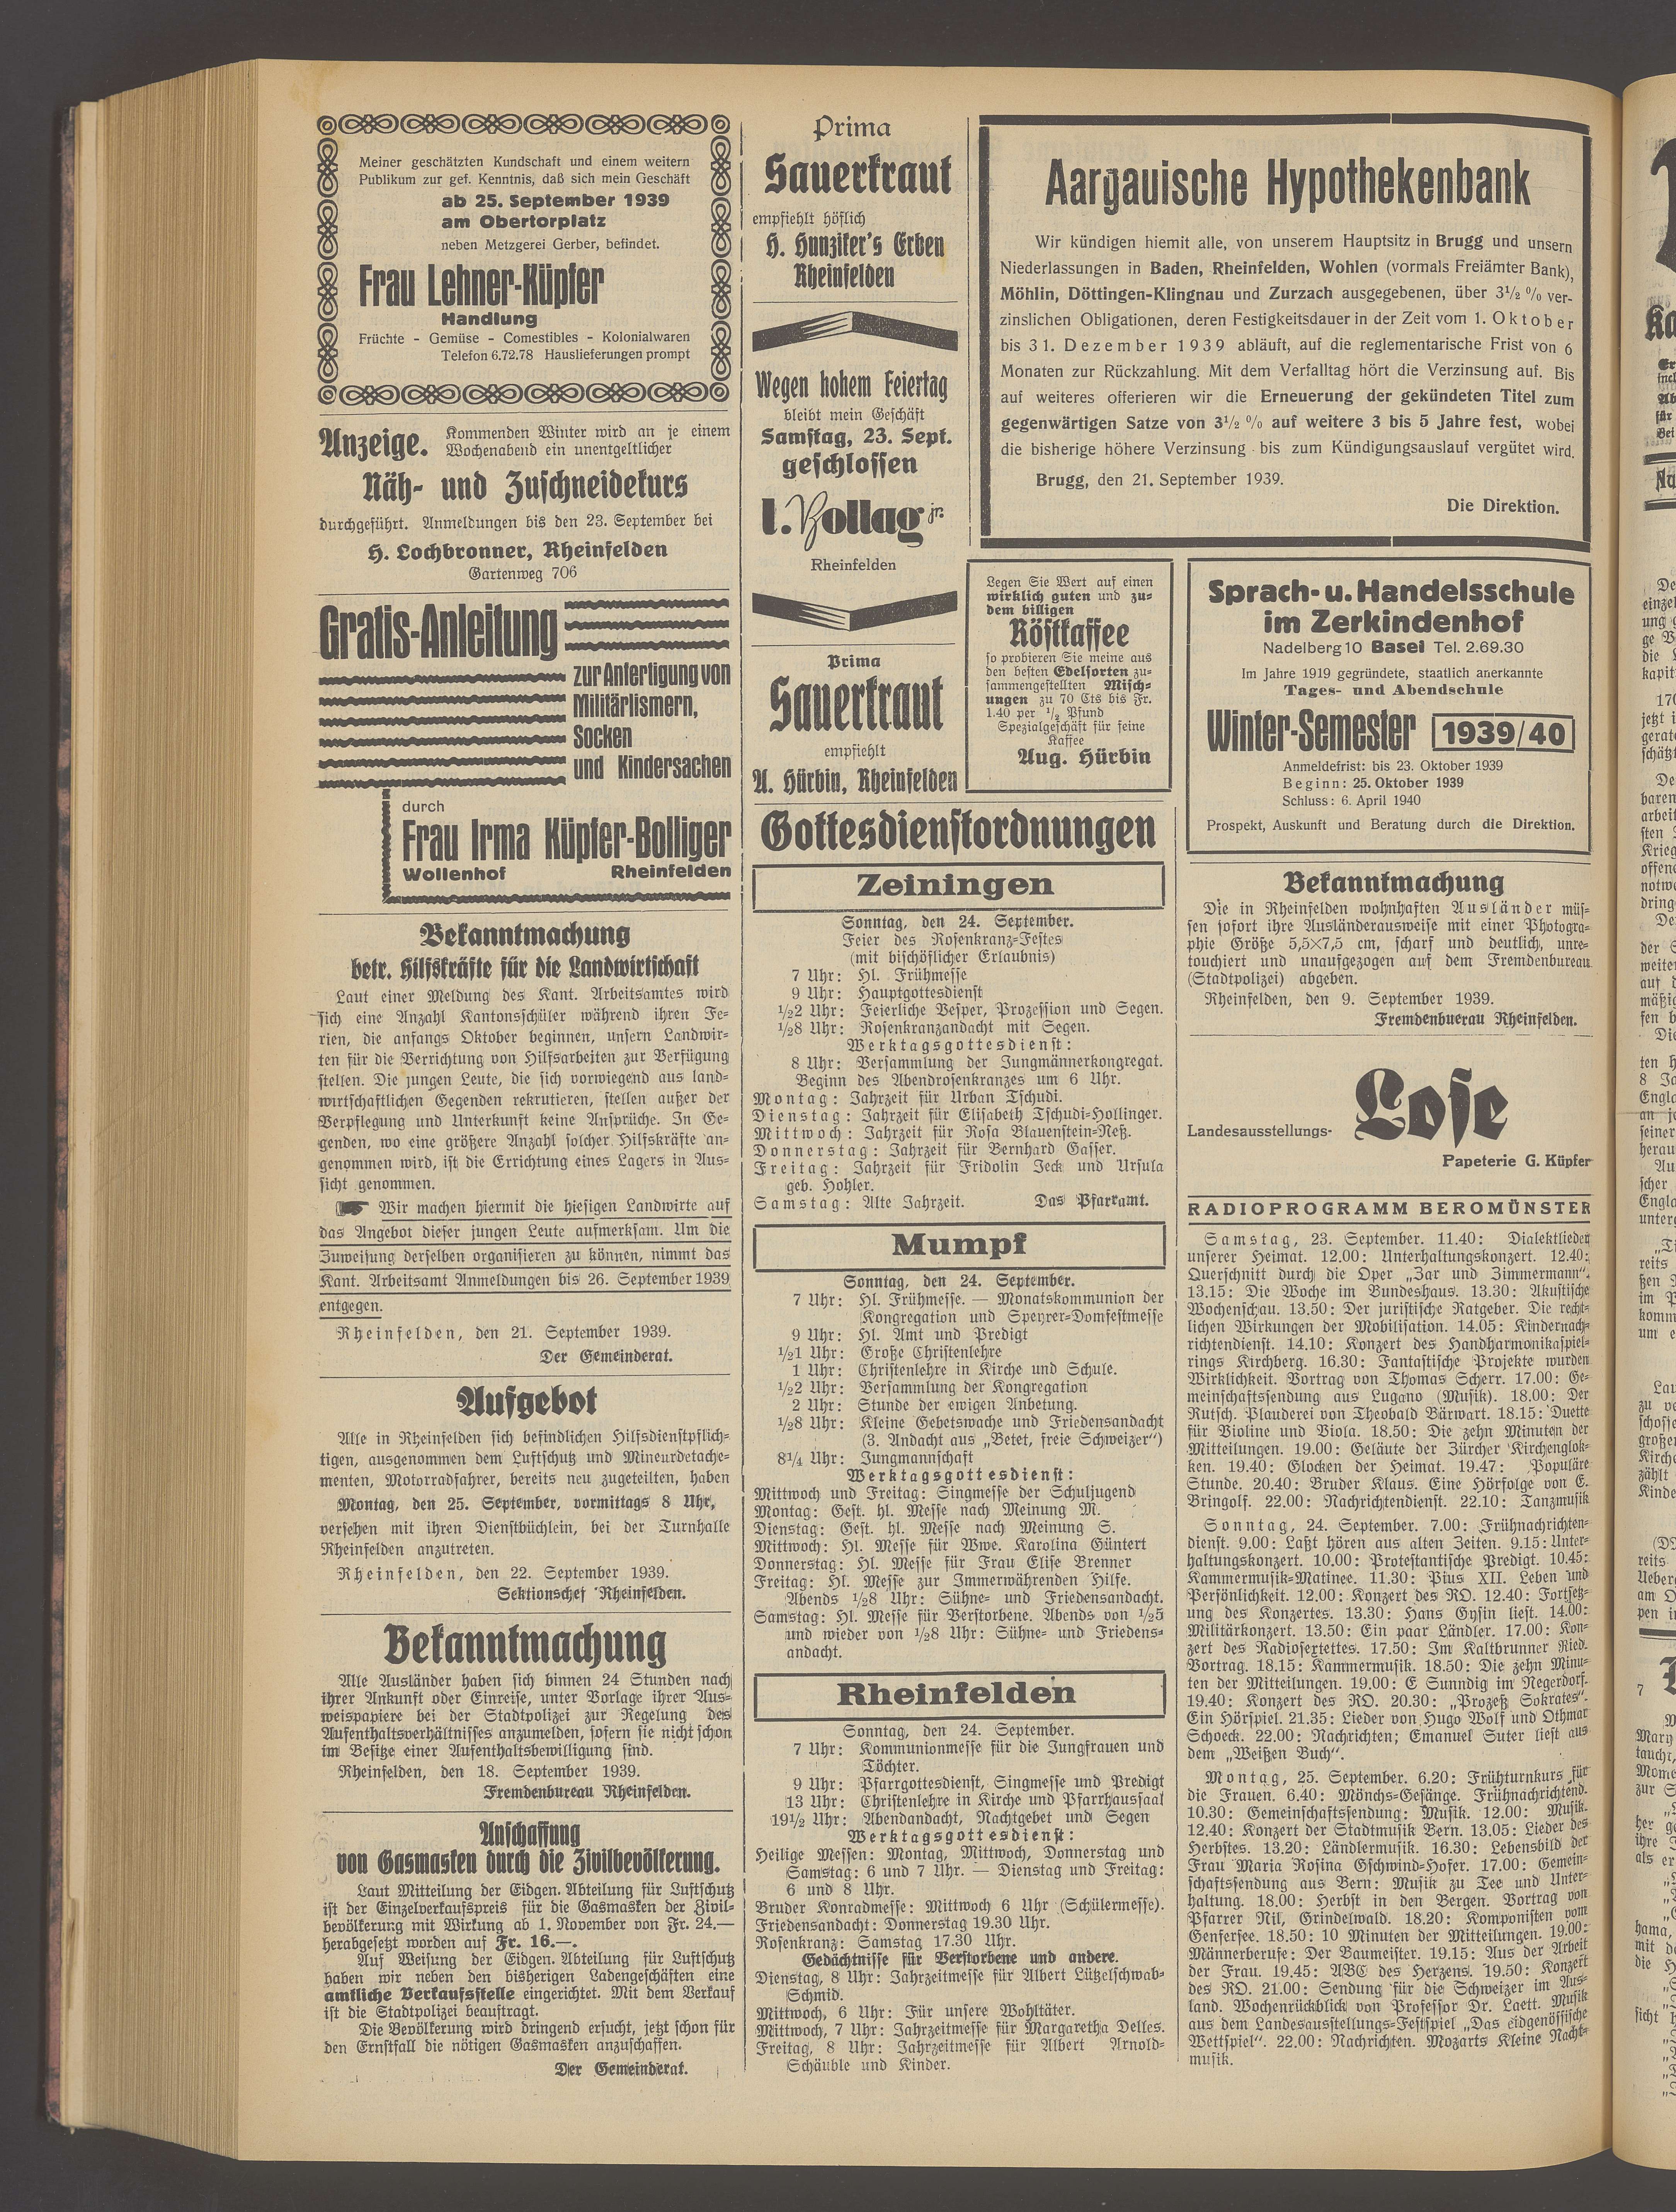 Meiner geschätzten Kundschaft und einem weitern
Publikum zur gef. Kenntnis, daß sich mein Geschäft
ab 25. September 1939
am Obertorplatz
neben Metzgerei Gerber, befindet.
Frau Lehner-Küpfer
Handlung
Früchte - Gemüse - Comestibles - Kolonialwaren
Telefon 6.72.78 Hauslieferungen prompt
Anzeige. Kommenden Winter wird an je einem
Wochenabend ein unentgeltlicher
Näh- und Zuschneidekurs
durchgeführt. Anmeldungen bis den 23. September bei
H. Lochbronner, Rheinfelden
Gartenweg 706
Gratis-Anleitung
zur Anfertigung von
Militärlismern,
Socken
und Kindersachen
durch
Frau Irma Küpfer-Bolliger
Wollenhof Rheinfelden
Bekanntmachung
betr. Hilfskräfte für die Landwirtschaft
Laut einer Meldung des Kant. Arbeitsamtes wird
sich eine Anzahl Kantonsschüler während ihren Fe-
rien, die anfangs Oktober beginnen, unsern Landwir-
ten für die Verrichtung von Hilfsarbeiten zur Verfügung
stellen. Die jungen Leute, die sich vorwiegend aus land-
wirtschaftlichen Gegenden rekrutieren, stellen außer der
Verpflegung und Unterkunft keine Ansprüche. In Ge-
genden, wo eine größere Anzahl solcher Hilfskräfte an-
genommen wird, ist die Errichtung eines Lagers in Aus-
sicht genommen.
Wir machen hiermit die hiesigen Landwirte auf
das Angebot dieser jungen Leute aufmerksam. Um die
Zuweisung derselben organisieren zu können, nimmt das
Kant. Arbeitsamt Anmeldungen bis 26. September 1939
entgegen.
Rheinfelden, den 21. September 1939.
Der Gemeinderat.
Aufgebot
Alle in Rheinfelden sich befindlichen Hilfsdienstpflich-
tigen, ausgenommen dem Luftschutz und Mineurdetache-
menten, Motorradfahrer, bereits neu zugeteilten, haben
Montag, den 25. September, vormittags 8 Uhr,
versehen mit ihren Dienstbüchlein, bei der Turnhalle
Rheinfelden anzutreten.
Rheinfelden, den 22. September 1939.
Sektionschef Rheinfelden.
Bekanntmachung
Alle Ausländer haben sich binnen 24 Stunden nach
ihrer Ankunft oder Einreise, unter Vorlage ihrer Aus-
weispapiere bei der Stadtpolizei zur Regelung des
Aufenthaltsverhältnisses anzumelden, sofern sie nicht schon
im Besitze einer Aufenthaltsbewilligung sind.
Rheinfelden, den 18. September 1939.
Fremdenbureau Rheinfelden.
Anschaffung
von Gasmasken durch die Zivilbevölkerung.
Laut Mitteilung der Eidgen. Abteilung für Luftschutz
ist der Einzelverkaufspreis für die Gasmasken der Zivil-
bevölkerung mit Wirkung ab 1. November von Fr. 24.—
herabgesetzt worden auf Fr. 16.—.
Auf Weisung der Eidgen. Abteilung für Luftschutz
haben wir neben den bisherigen Ladengeschäften eine
amtliche Verkaufsstelle eingerichtet. Mit dem Verkauf
ist die Stadtpolizei beauftragt.
Die Bevölkerung wird dringend ersucht, jetzt schon für
den Ernstfall die nötigen Gasmasken anzuschaffen.
Der Gemeinderat.
Prima
Sauerkraut
empfiehlt höflich
H. Hunziker's Erben
Rheinfelden
Wegen hohem Feiertag
bleibt mein Geschäft
Samstag, 23. Sept.
geschlossen
l. Bollag jr.
Rheinfelden
Prima
Sauerkraut
empfiehlt
A. Hürbin, Rheinfelden
Aargauische Hypothekenbank
Wir kündigen hiemit alle, von unserem Hauptsitz in Brugg und unsern
Niederlassungen in Baden, Rheinfelden, Wohlen (vormals Freiämter Bank),
Möhlin, Döttingen-Klingnau und Zurzach ausgegebenen, über 3½ % ver-
zinslichen Obligationen, deren Festigkeitsdauer in der Zeit vom 1. Oktober
bis 31. Dezember 1939 abläuft, auf die reglementarische Frist von 6
Monaten zur Rückzahlung. Mit dem Verfalltag hört die Verzinsung auf. Bis
auf weiteres offerieren wir die Erneuerung der gekündeten Titel zum
gegenwärtigen Satze von 3½ % auf weitere 3 bis 5 Jahre fest, wobei
die bisherige höhere Verzinsung bis zum Kündigungsauslauf vergütet wird.
Brugg, den 21. September 1939.
Die Direktion.
Legen Sie Wert auf einen
wirklich guten und zu-
dem billigen
Röstkaffee
so probieren Sie meine aus
den besten Edelsorten zu-
sammengestellten Misch-
ungen zu 70 Cts bis Fr.
1.40 per ½ Pfund
Spezialgeschäft für feine
Kaffee
Aug. Hürbin
Sprach- u. Handelsschule
im Zerkindenhof
Nadelberg 10 Basel Tel. 2.69.30
Im Jahre 1919 gegründete, staatlich anerkannte
Tages- und Abendschule
Winter-Semester 1939/40
Anmeldefrist: bis 23. Oktober 1939
Beginn: 25. Oktober 1939
Schluss: 6. April 1940
Prospekt, Auskunft und Beratung durch die Direktion.
Gottesdienstordnungen
Zeiningen
Sonntag, den 24. September.
Feier des Rosenkranz-Festes
(mit bischöflicher Erlaubnis)
7 Uhr: Hl. Frühmesse
9 Uhr: Hauptgottesdienst
½2 Uhr: Feierliche Vesper, Prozession und Segen.
½8 Uhr: Rosenkranzandacht mit Segen.
Werktagsgottesdienst:
8 Uhr: Versammlung der Jungmännerkongregat.
Beginn des Abendrosenkranzes um 6 Uhr.
Montag: Jahrzeit für Urban Tschudi.
Dienstag: Jahrzeit für Elisabeth Tschudi-Hollinger.
Mittwoch: Jahrzeit für Rosa Blauenstein-Neß.
Donnerstag: Jahrzeit für Bernhard Gasser.
Freitag: Jahrzeit für Fridolin Jeck und Ursula
geb. Hohler.
Samstag: Alte Jahrzeit. Das Pfarramt.
Mumpf
Sonntag, den 24. September.
7 Uhr: Hl. Frühmesse. — Monatskommunion der
Kongregation und Speyrer-Domfestmesse
9 Uhr: Hl. Amt und Predigt
½1 Uhr: Große Christenlehre
1 Uhr: Christenlehre in Kirche und Schule.
½2 Uhr: Versammlung der Kongregation
2 Uhr: Stunde der ewigen Anbetung.
½8 Uhr: Kleine Gebetswache und Friedensandacht
(3. Andacht aus „Betet, freie Schweizer“)
8¼ Uhr: Jungmannschaft
Werktagsgottesdienst:
Mittwoch und Freitag: Singmesse der Schuljugend
Montag: Gest. hl. Messe nach Meinung M.
Dienstag: Gest. hl. Messe nach Meinung S.
Mittwoch: Hl. Messe für Wwe. Karolina Güntert
Donnerstag: Hl. Messe für Frau Elise Brenner
Freitag: Hl. Messe zur Immerwährenden Hilfe.
Abends ½8 Uhr: Sühne- und Friedensandacht.
Samstag: Hl. Messe für Verstorbene. Abends von ½5
und wieder von ½8 Uhr: Sühne- und Friedens-
andacht.
Rheinfelden
Sonntag, den 24. September.
7 Uhr: Kommunionmesse für die Jungfrauen und
Töchter.
9 Uhr: Pfarrgottesdienst, Singmesse und Predigt
13 Uhr: Christenlehre in Kirche und Pfarrhaussaal
19½ Uhr: Abendandacht, Nachtgebet und Segen
Werktagsgottesdienst:
Heilige Messen: Montag, Mittwoch, Donnerstag und
Samstag: 6 und 7 Uhr. — Dienstag und Freitag:
6 und 8 Uhr.
Bruder Konradmesse: Mittwoch 6 Uhr (Schülermesse).
Friedensandacht: Donnerstag 19.30 Uhr.
Rosenkranz: Samstag 17.30 Uhr.
Gedächtnisse für Verstorbene und andere.
Dienstag, 8 Uhr: Jahrzeitmesse für Albert Lützelschwab-
Schmid.
Mittwoch, 6 Uhr: Für unsere Wohltäter.
Mittwoch, 7 Uhr: Jahrzeitmesse für Margaretha Delles.
Freitag, 8 Uhr: Jahrzeitmesse für Albert Arnold-
Schäuble und Kinder.
Bekanntmachung
Die in Rheinfelden wohnhaften Ausländer müs-
sen sofort ihre Ausländerausweise mit einer Photogra-
phie Größe 5,5×7,5 cm, scharf und deutlich, unre-
touchiert und unaufgezogen auf dem Fremdenbureau
(Stadtpolizei) abgeben.
Rheinfelden, den 9. September 1939.
Fremdenbuerau Rheinfelden.
Landesausstellungs- Lose
Papeterie G. Küpfer
RADIOPROGRAMM BEROMÜNSTER
Samstag, 23. September. 11.40: Dialektlieder
unserer Heimat. 12.00: Unterhaltungskonzert. 12.40:
Querschnitt durch die Oper „Zar und Zimmermann“.
13.15: Die Woche im Bundeshaus. 13.30: Akustische
Wochenschau. 13.50: Der juristische Ratgeber. Die recht-
lichen Wirkungen der Mobilisation. 14.05: Kindernach-
richtendienst. 14.10: Konzert des Handharmonikaspiel-
rings Kirchberg. 16.30: Fantastische Projekte wurden
Wirklichkeit. Vortrag von Thomas Scherr. 17.00: Ge-
meinschaftssendung aus Lugano (Musik). 18.00: Der
Rutsch. Plauderei von Theobald Bärwart. 18.15: Duette
für Violine und Viola. 18.50: Die zehn Minuten der
Mitteilungen. 19.00: Geläute der Zürcher Kirchenglok-
ken. 19.40: Glocken der Heimat. 19.47: Populäre
Stunde. 20.40: Bruder Klaus. Eine Hörfolge von E.
Bringolf. 22.00: Nachrichtendienst. 22.10: Tanzmusik
Sonntag, 24. September. 7.00: Frühnachrichten-
dienst. 9.00: Laßt hören aus alten Zeiten. 9.15: Unter-
haltungskonzert. 10.00: Protestantische Predigt. 10.45:
Kammermusik-Matinee. 11.30: Pius XII. Leben und
Persönlichkeit. 12.00: Konzert des RO. 12.40: Fortsetz-
ung des Konzertes. 13.30: Hans Gysin liest. 14.00:
Militärkonzert. 13.50: Ein paar Ländler. 17.00: Kon-
zert des Radiosextettes. 17.50: Im Kaltbrunner Ried.
Vortrag. 18.15: Kammermusik. 18.50: Die zehn Minu-
ten der Mitteilungen. 19.00: E Sunndig im Negerdorf.
19.40: Konzert des RO. 20.30: „Prozeß Sokrates“.
Ein Hörspiel. 21.35: Lieder von Hugo Wolf und Othmar
Schoeck. 22.00: Nachrichten; Emanuel Suter liest aus
dem „Weißen Buch“.
Montag, 25. September. 6.20: Frühturnkurs für
die Frauen. 6.40: Mönchs-Gesänge. Frühnachrichtend.
10.30: Gemeinschaftssendung: Musik. 12.00: Musik.
12.40: Konzert der Stadtmusik Bern. 13.05: Lieder des
Herbstes. 13.20: Ländlermusik. 16.30: Lebensbild der
Frau Maria Rosina Gschwind-Hofer. 17.00: Gemein-
schaftssendung aus Bern: Musik zu Tee und Unter-
haltung. 18.00: Herbst in den Bergen. Vortrag von
Pfarrer Nil, Grindelwald. 18.20: Komponisten vom
Genfersee. 18.50: 10 Minuten der Mitteilungen. 19.00:
Männerberufe: Der Baumeister. 19.15: Aus der Arbeit
der Frau. 19.45: ABC des Herzens. 19.50: Konzert
des RO. 21.00: Sendung für die Schweizer im Aus-
land. Wochenrückblick von Professor Dr. Laett. Musik
aus dem Landesausstellungs-Festspiel „Das eidgenössische
Wettspiel“. 22.00: Nachrichten. Mozarts Kleine Nacht-
musik.